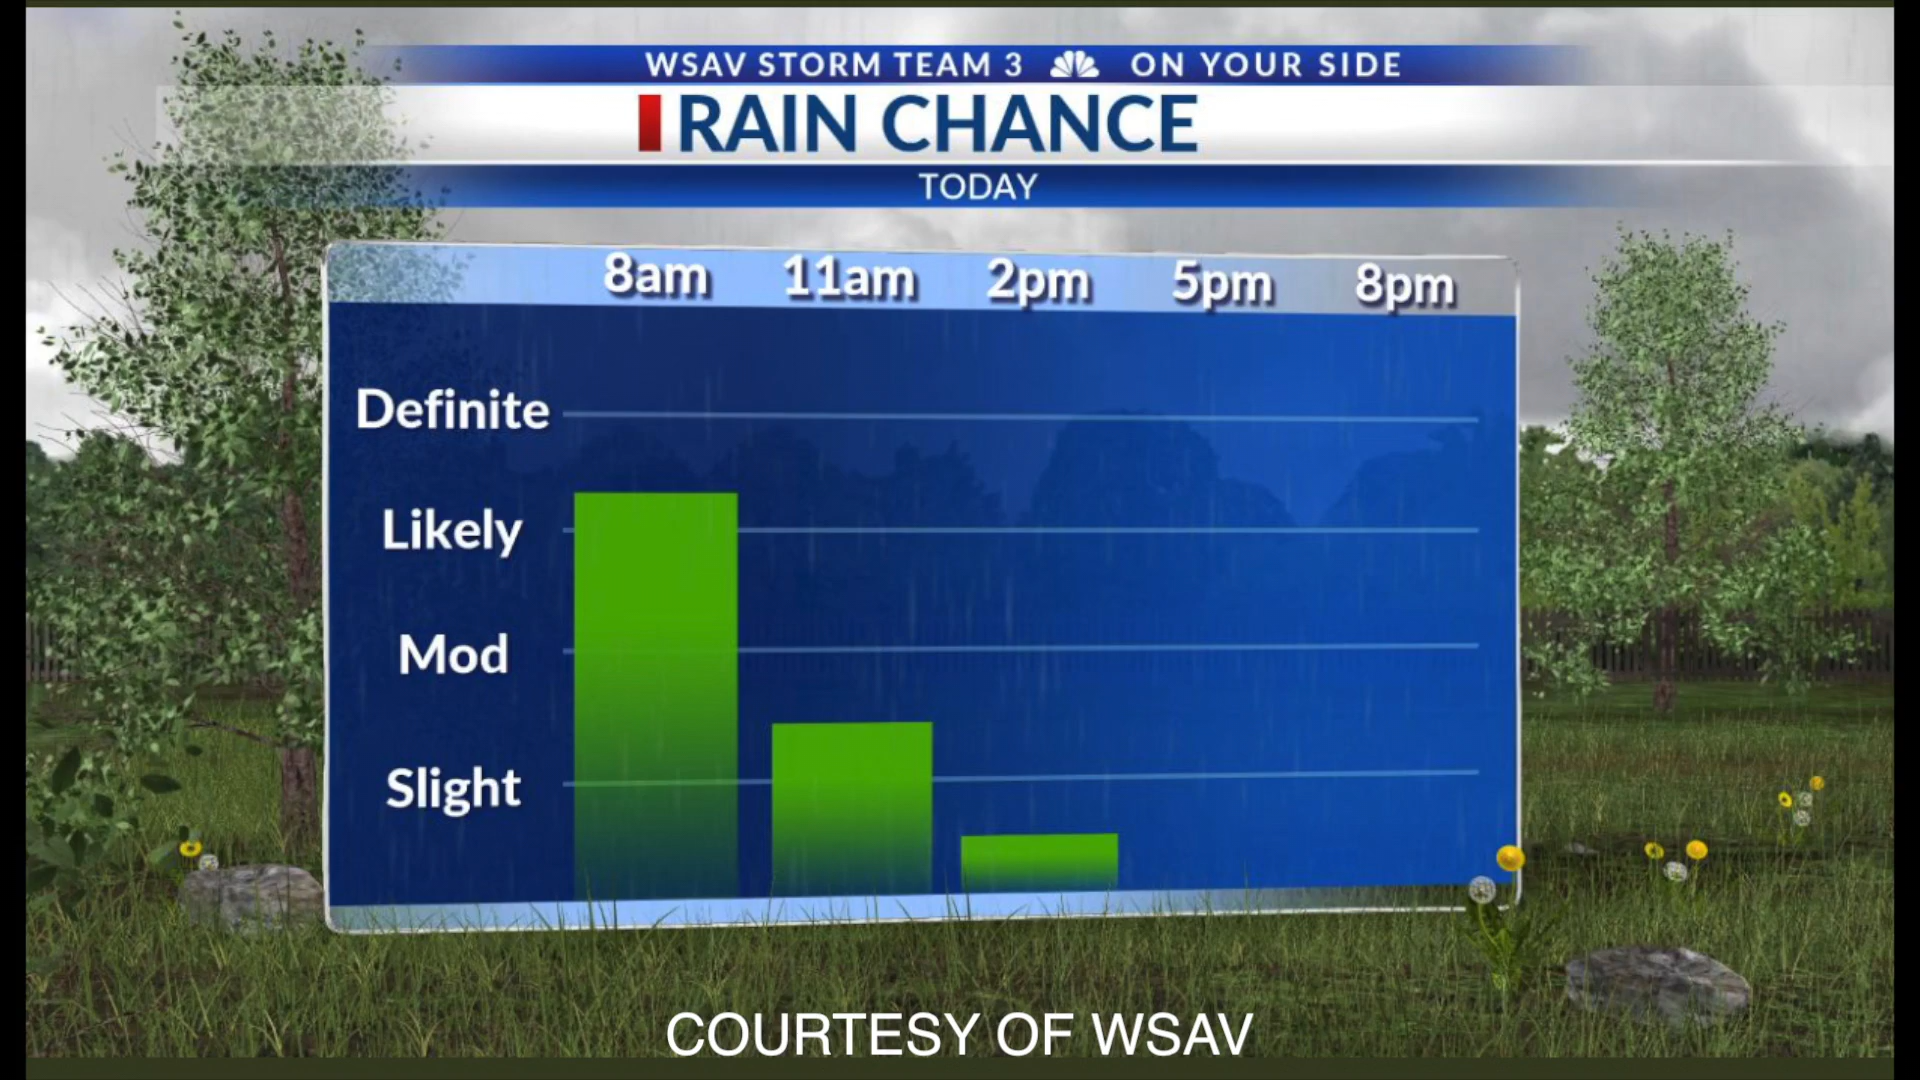 WSAV STORM TEAM 3 ON YOUR SIDE
RAIN CHANCE
TODAY
8am 11am 2pm 5pm 8pm
Definite
Likely
Mod
Slight
COURTESY OF WSAV